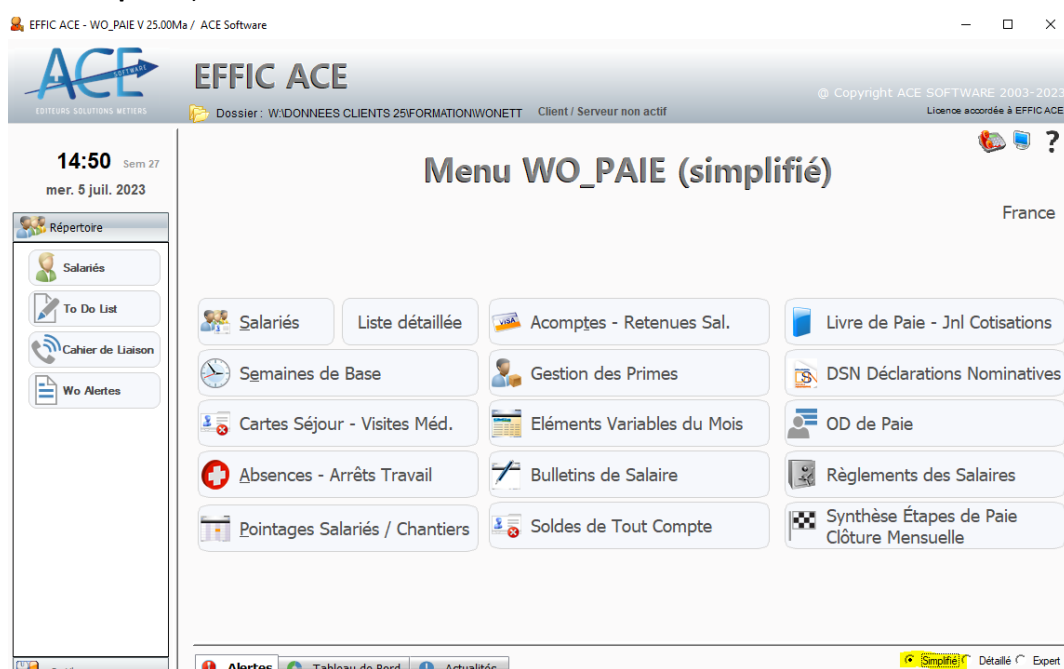 EFFIC ACE - WO_PAIE V 25.00Ma / ACE Software
ACE
SOFTWARE
EDITEURS SOLUTIONS METIERS
EFFIC ACE
@ Copyright ACE SOFTWARE 2003-2023
Dossier : W:\DONNEES CLIENTS 25\FORMATION\WONETT Client / Serveur non actif
Licence accordée à EFFIC ACE
14:50 Sem 27
mer. 5 juil. 2023
?
Menu WO_PAIE (simplifié)
France
Répertoire
Salariés
To Do List
Cahier de Liaison
Wo Alertes
Salariés
Liste détaillée
Acomptes - Retenues Sal.
Livre de Paie - Jnl Cotisations
Semaines de Base
Gestion des Primes
DSN Déclarations Nominatives
Cartes Séjour - Visites Méd.
Eléments Variables du Mois
OD de Paie
Absences - Arrêts Travail
Bulletins de Salaire
Règlements des Salaires
Pointages Salariés / Chantiers
Soldes de Tout Compte
Synthèse Étapes de Paie
Clôture Mensuelle
Alertes
Tableau de Bord
Actualités
Simplifié
Détaillé
Expert